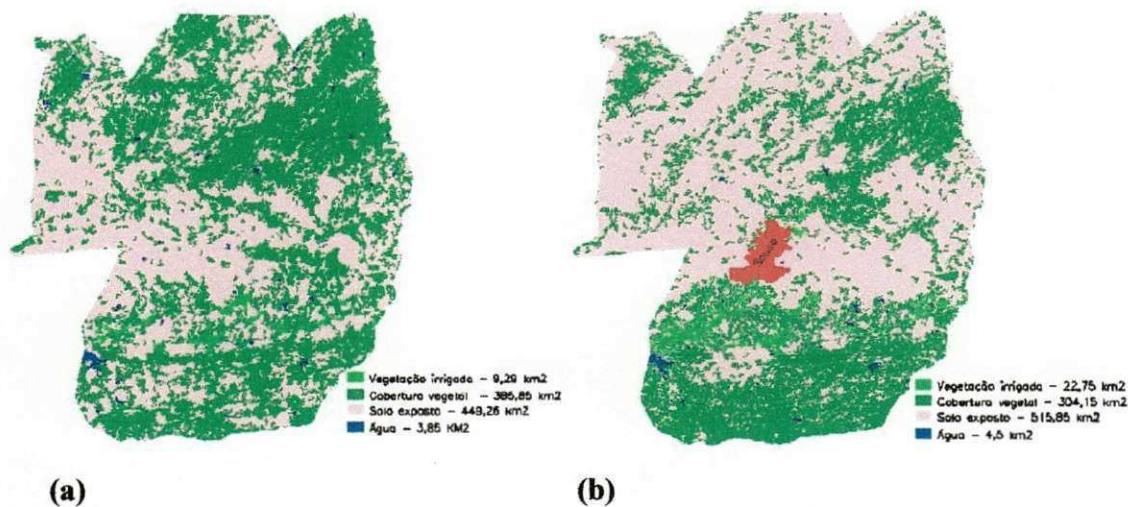 Vegetação irrigada – 9,29 km2
Cobertura vegetal – 385,85 km2
Solo exposto – 449,26 km2
Água – 3,85 KM2
Vegetação irrigada – 22,75 km2
Cobertura vegetal – 304,15 km2
Solo exposto – 515,85 km2
Água – 4,5 km2
(a)
(b)